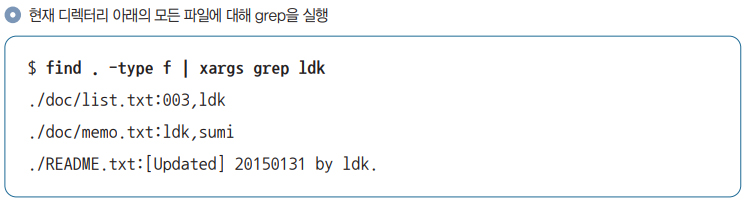 현재 디렉터리 아래의 모든 파일에 대해 grep을 실행
$ find . -type f | xargs grep ldk
./doc/list.txt:003,ldk
./doc/memo.txt:ldk,sumi
./README.txt:[Updated] 20150131 by ldk.